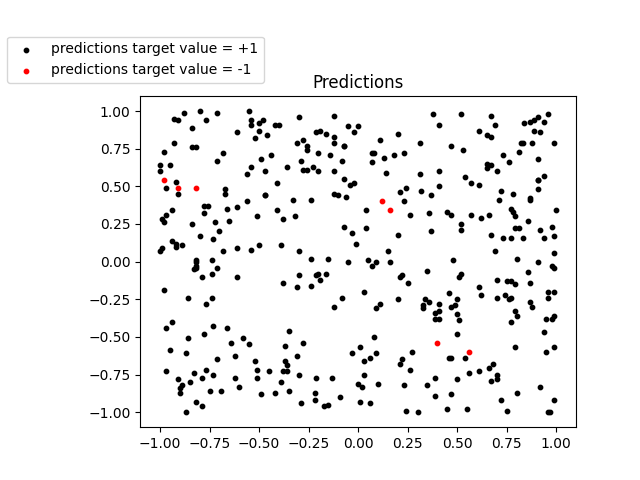 predictions target value = +1
predictions target value = -1
Predictions
1.00
0.75
0.50
0.25
0.00
−0.25
−0.50
−0.75
−1.00
−1.00 −0.75 −0.50 −0.25 0.00 0.25 0.50 0.75 1.00